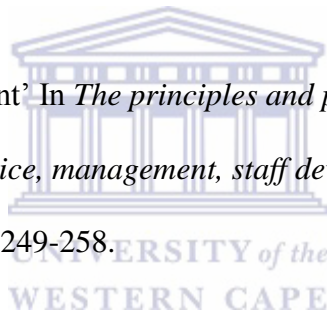 nt’ In The principles and p
ice, management, staff de
249-258.
UNIVERSITY of the
WESTERN CAPE